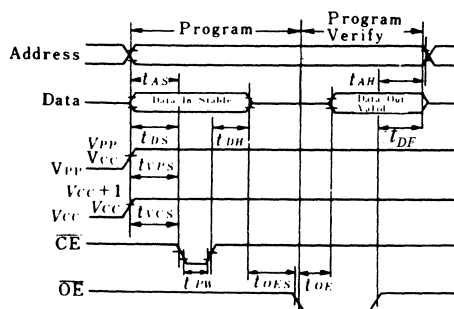 Program
Program
Verify
Address
tAS
tAH
Data
Data In Stable
Data Out
Valid
tDS
tDH
tDF
VPP
VCC
VPP
tVPS
VCC+1
VCC
VCC
tVCS
CE
tPW
tOES
tOE
OE